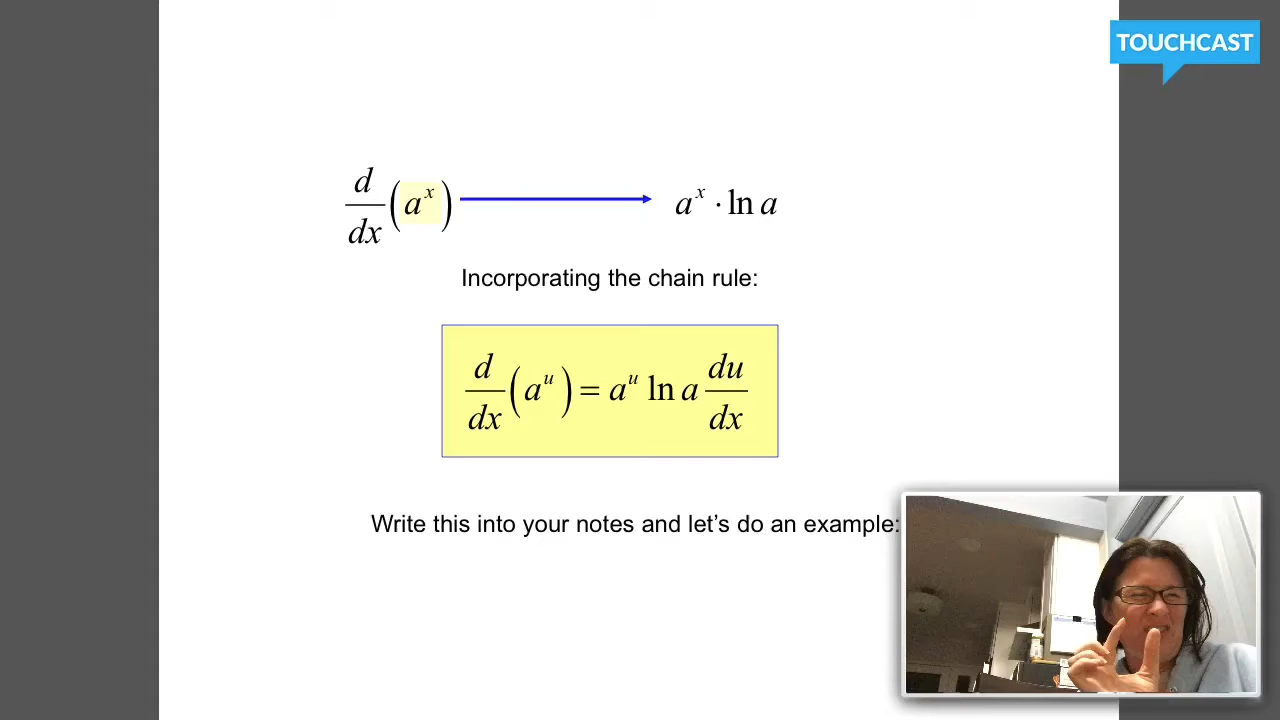 TOUCHCAST
d/dx (a^x) → a^x · ln a
Incorporating the chain rule:
d/dx (a^u) = a^u ln a du/dx
Write this into your notes and let’s do an example: